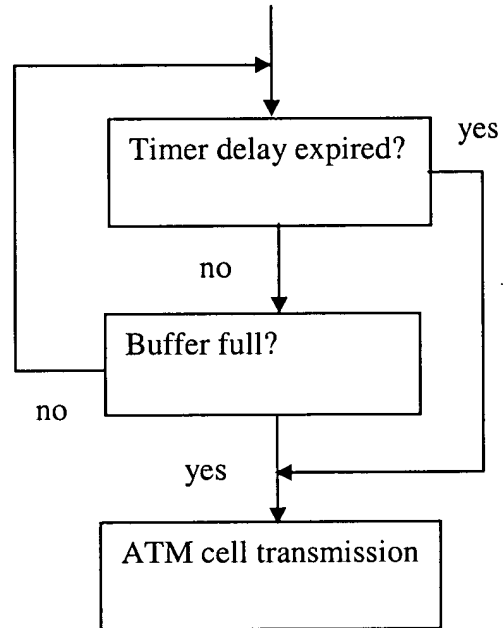 yes
Timer delay expired?
no
Buffer full?
no
yes
ATM cell transmission